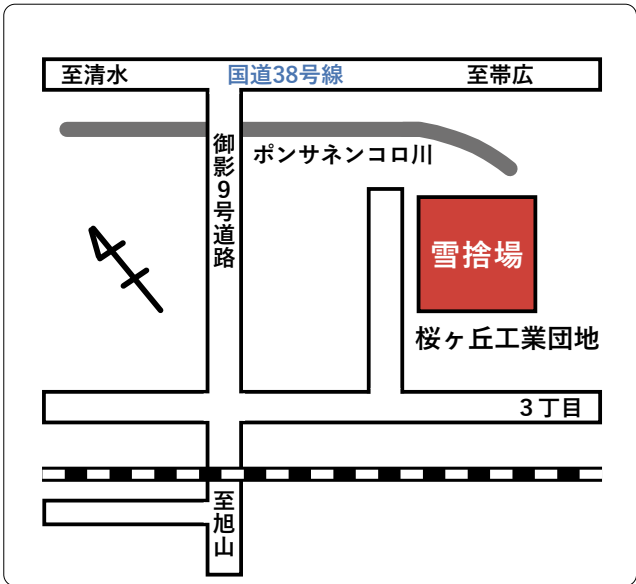 至清水
国道38号線
至帯広
御影9号道路
ポンサネンコロ川
雪捨場
桜ヶ丘工業団地
3丁目
至旭山